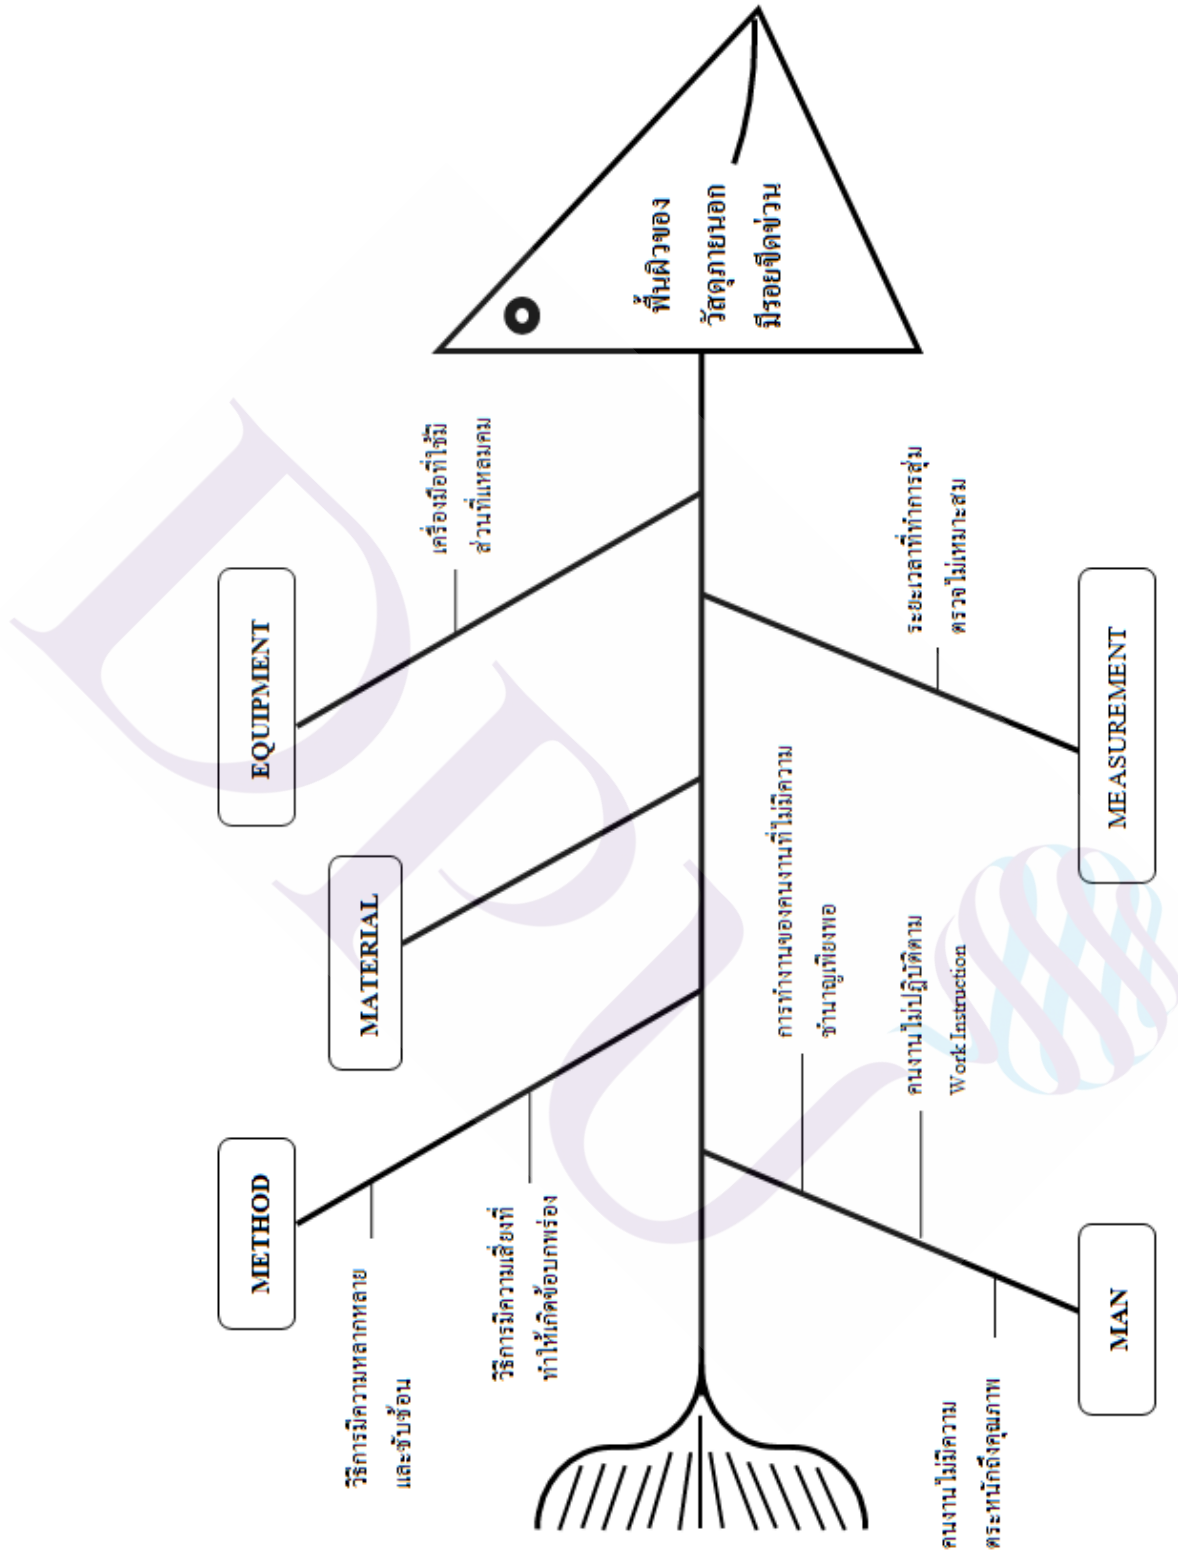 METHOD
MATERIAL
EQUIPMENT
วิธีการมีความหลากหลาย
และซับซ้อน
วิธีการมีความเสี่ยงที่
ทำให้เกิดข้อบกพร่อง
เครื่องมือที่ใช้มี
ส่วนที่แหลมคม
พื้นผิวของ
วัสดุภายนอก
มีรอยขีดข่วน
การทำงานของคนงานที่ไม่มีความ
ชำนาญเพียงพอ
คนงานไม่ปฏิบัติตาม
Work Instruction
คนงานไม่มีความ
ตระหนักถึงคุณภาพ
ระยะเวลาที่ทำการสุ่ม
ตรวจไม่เหมาะสม
MAN
MEASUREMENT
DPU